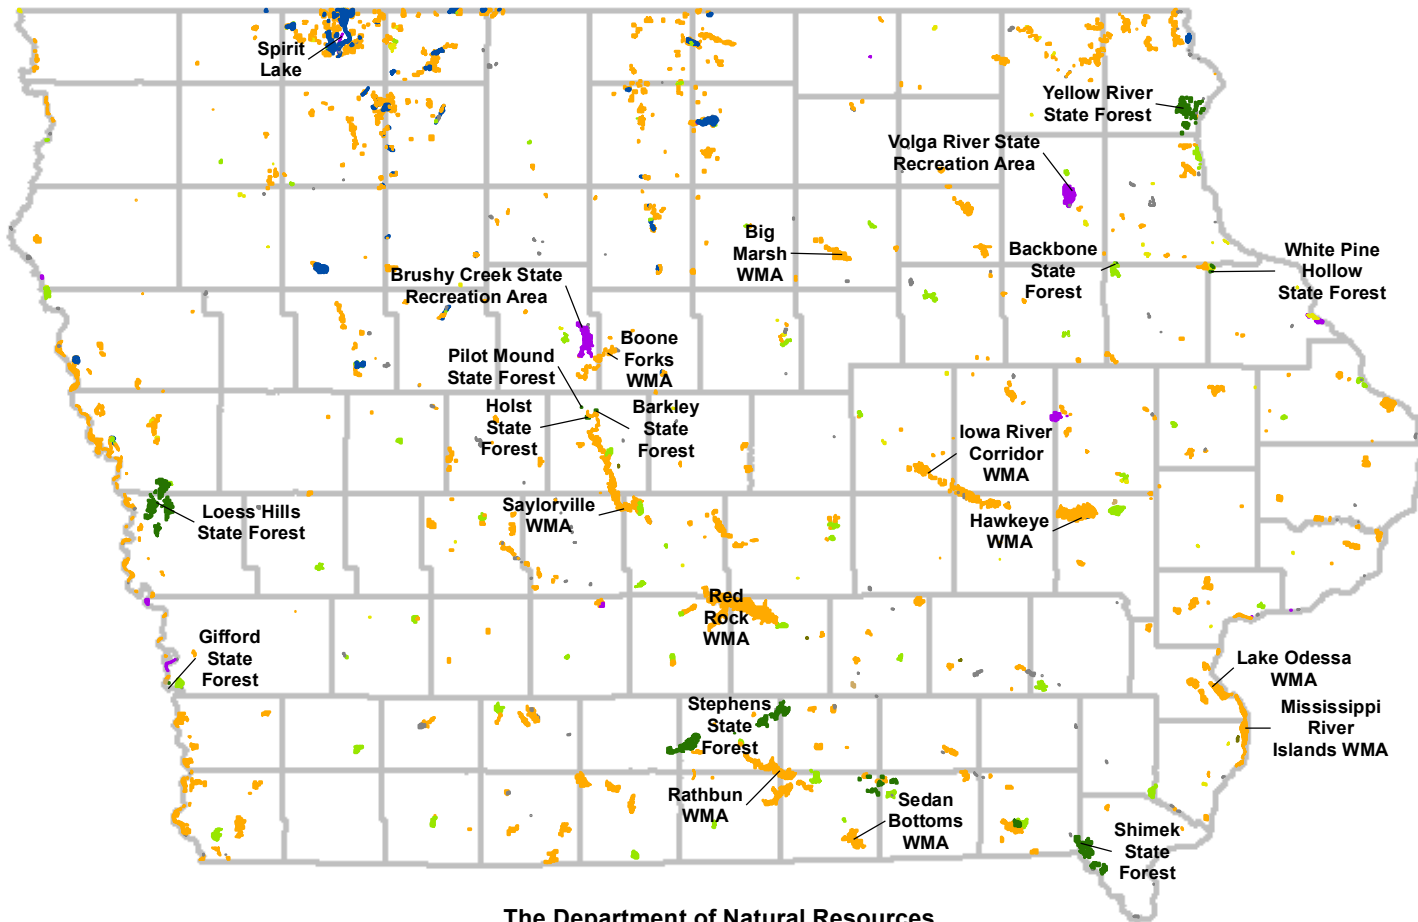 Spirit
Lake
Yellow River
State Forest
Volga River State
Recreation Area
Big
Marsh
WMA
Backbone
State
Forest
White Pine
Hollow
State Forest
Brushy Creek State
Recreation Area
Boone
Forks
WMA
Pilot Mound
State Forest
Holst
State
Forest
Barkley
State
Forest
Iowa River
Corridor
WMA
Loess Hills
State Forest
Saylorville
WMA
Hawkeye
WMA
Red
Rock
WMA
Gifford
State
Forest
Lake Odessa
WMA
Mississippi
River
Islands WMA
Stephens
State
Forest
Rathbun
WMA
Sedan
Bottoms
WMA
Shimek
State
Forest
The Department of Natural Resources